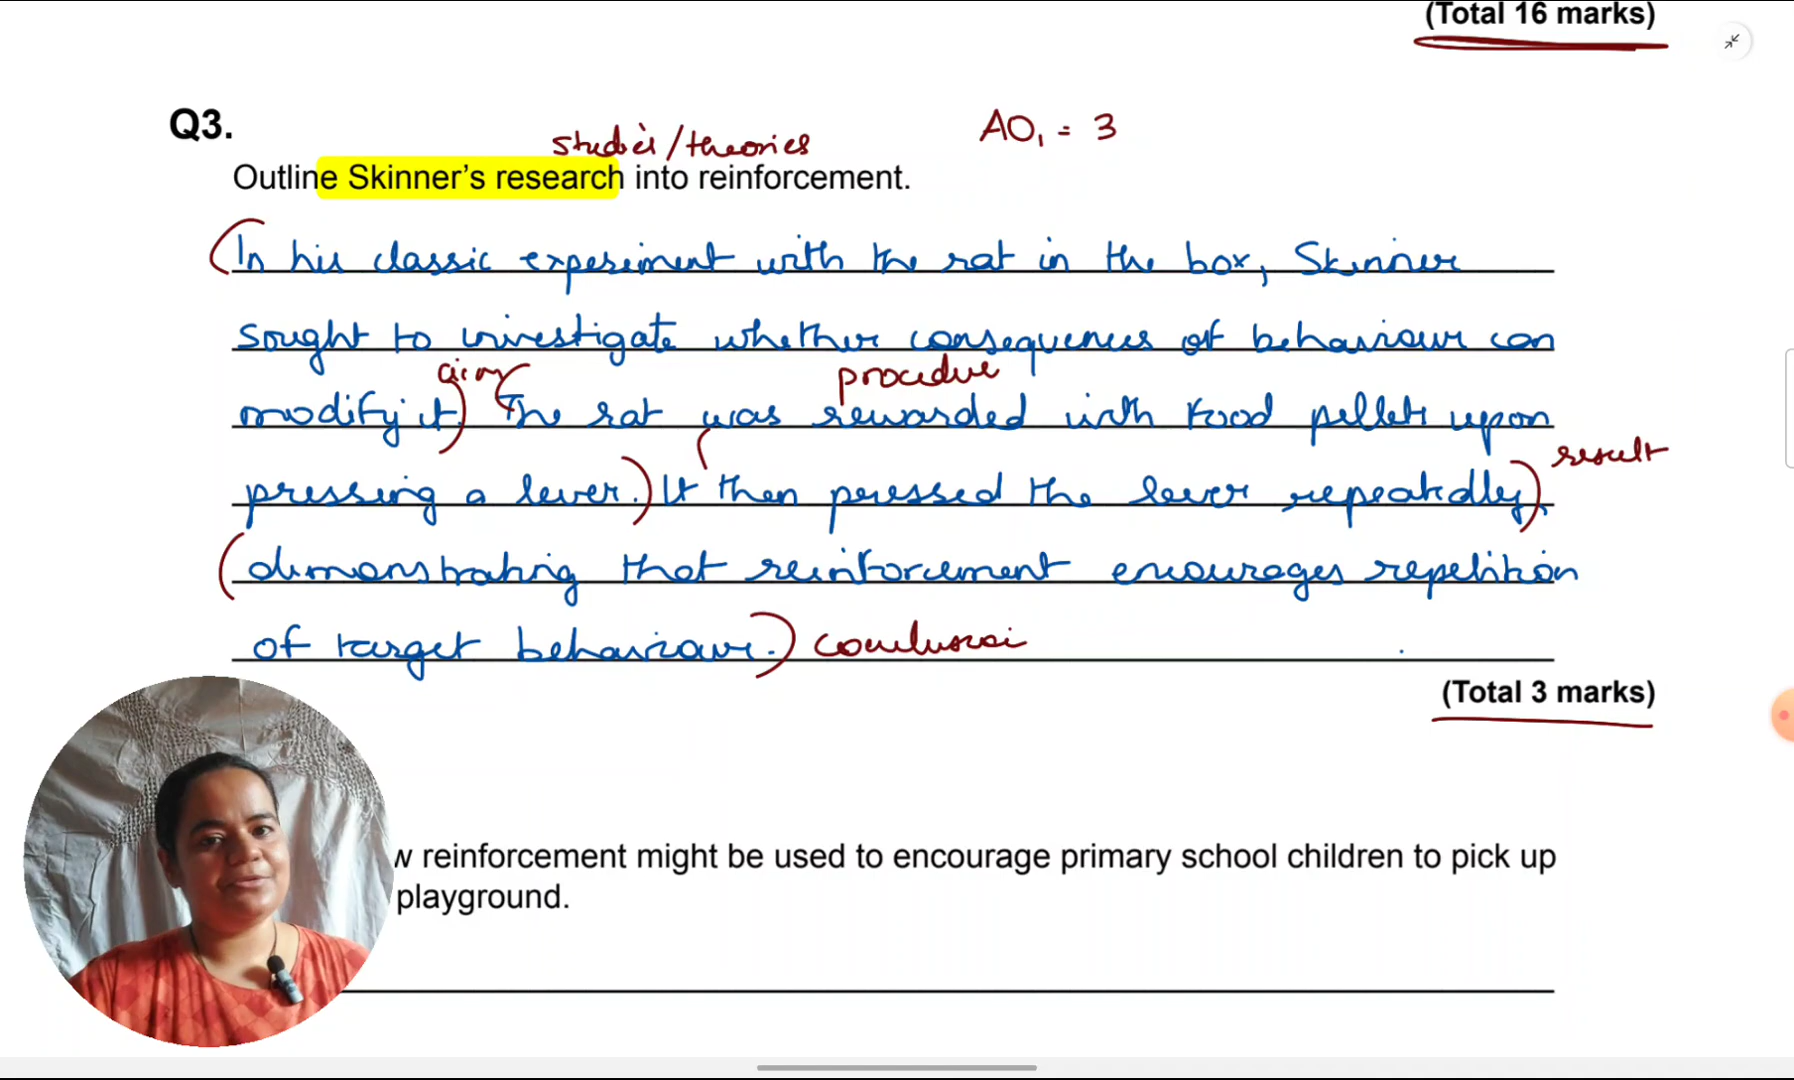 (Total 16 marks)
Q3.
studies/theories
AO1 = 3
Outline Skinner's research into reinforcement.
(In his classic experiment with the rat in the box, Skinner
sought to investigate whether consequences of behaviour can
aim
procedure
modify it) (The rat was rewarded with food pellets upon
result
pressing a lever.) (It then pressed the lever repeatedly),
(demonstrating that reinforcement encourages repetition
of target behaviour.) conclusion
(Total 3 marks)
w reinforcement might be used to encourage primary school children to pick up
playground.